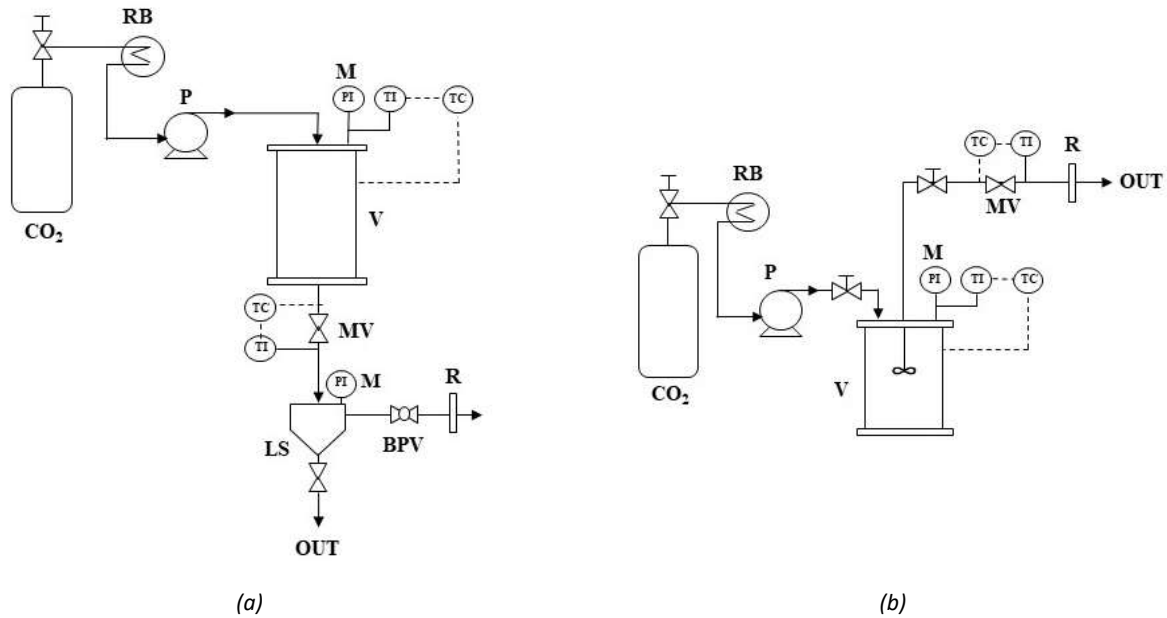 RB
M
PI
TI
TC
P
CO2
V
TC
TI
MV
PI
M
R
LS
BPV
OUT
(a)
TC
TI
R
OUT
MV
RB
M
PI
TI
TC
P
CO2
V
(b)